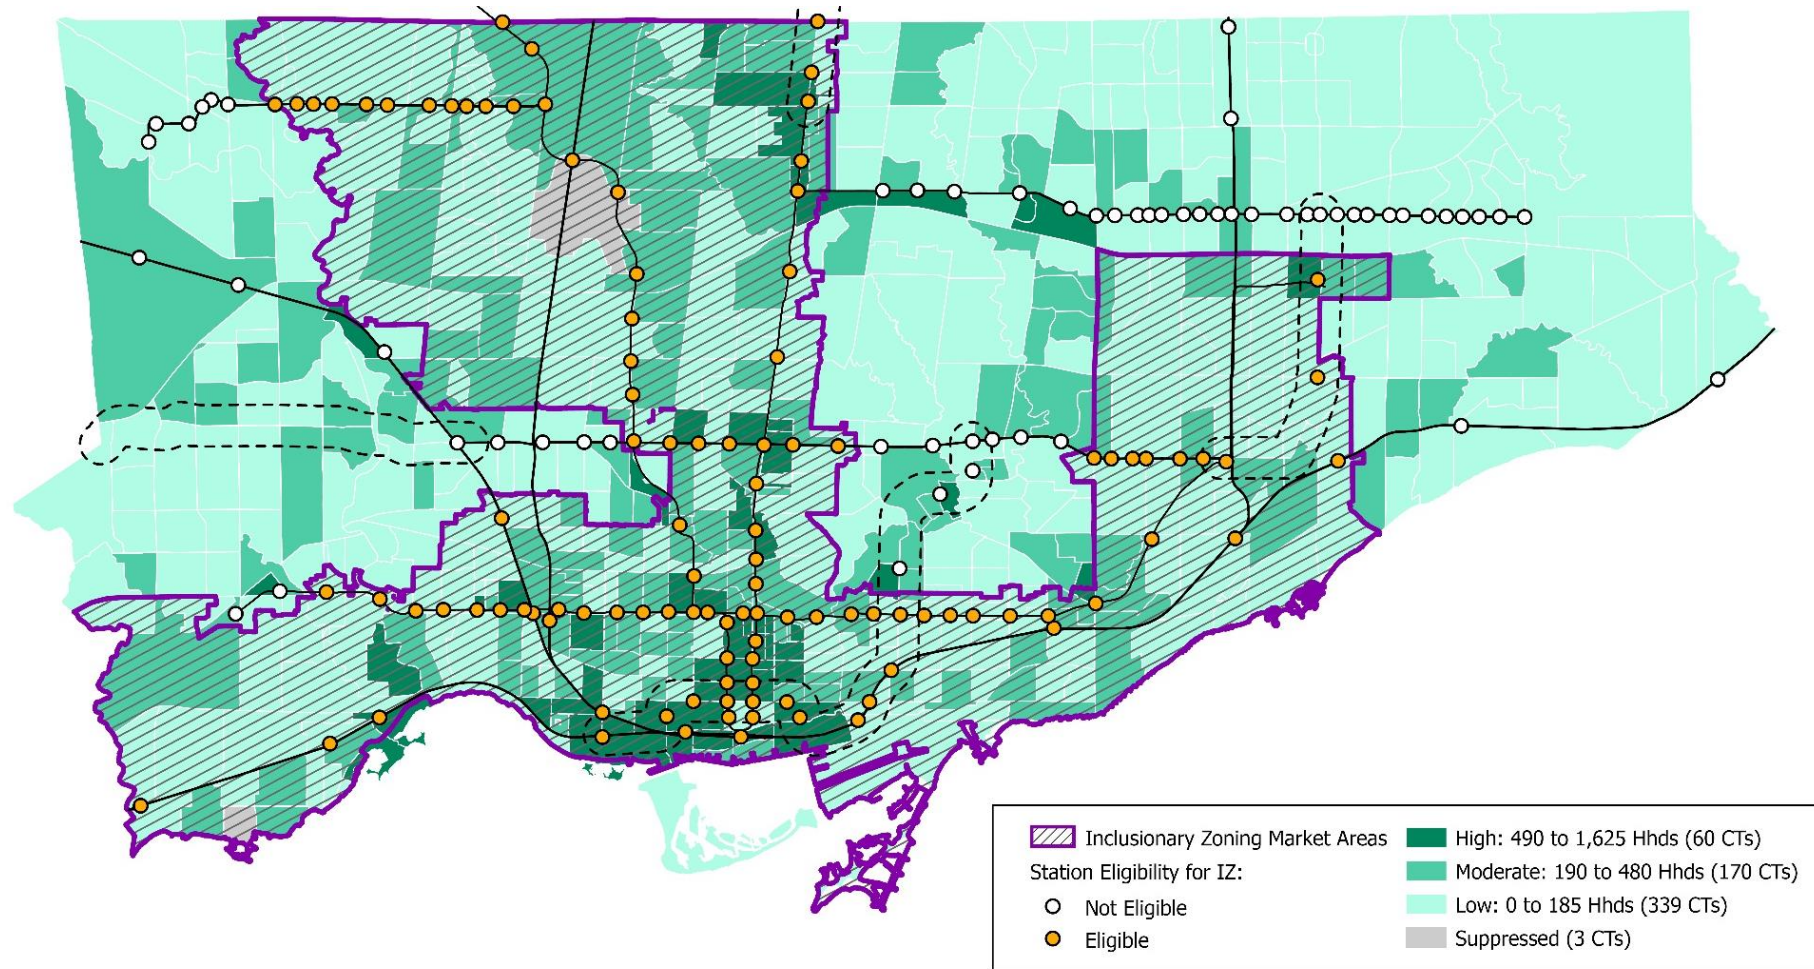 Inclusionary Zoning Market Areas
Station Eligibility for IZ:
Not Eligible
Eligible
High: 490 to 1,625 Hhds (60 CTs)
Moderate: 190 to 480 Hhds (170 CTs)
Low: 0 to 185 Hhds (339 CTs)
Suppressed (3 CTs)